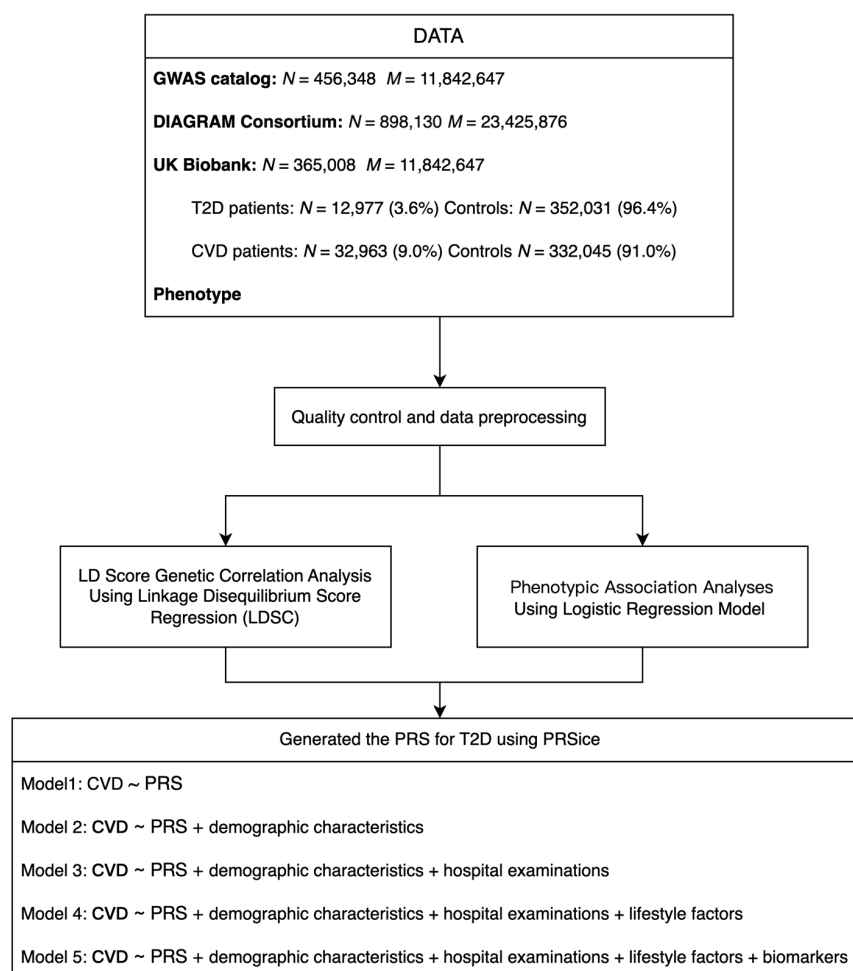 DATA
GWAS catalog: N = 456,348 M = 11,842,647
DIAGRAM Consortium: N = 898,130 M = 23,425,876
UK Biobank: N = 365,008 M = 11,842,647
T2D patients: N = 12,977 (3.6%) Controls: N = 352,031 (96.4%)
CVD patients: N = 32,963 (9.0%) Controls N = 332,045 (91.0%)
Phenotype
Quality control and data preprocessing
LD Score Genetic Correlation Analysis
Using Linkage Disequilibrium Score
Regression (LDSC)
Phenotypic Association Analyses
Using Logistic Regression Model
Generated the PRS for T2D using PRSice
Model1: CVD ~ PRS
Model 2: CVD ~ PRS + demographic characteristics
Model 3: CVD ~ PRS + demographic characteristics + hospital examinations
Model 4: CVD ~ PRS + demographic characteristics + hospital examinations + lifestyle factors
Model 5: CVD ~ PRS + demographic characteristics + hospital examinations + lifestyle factors + biomarkers